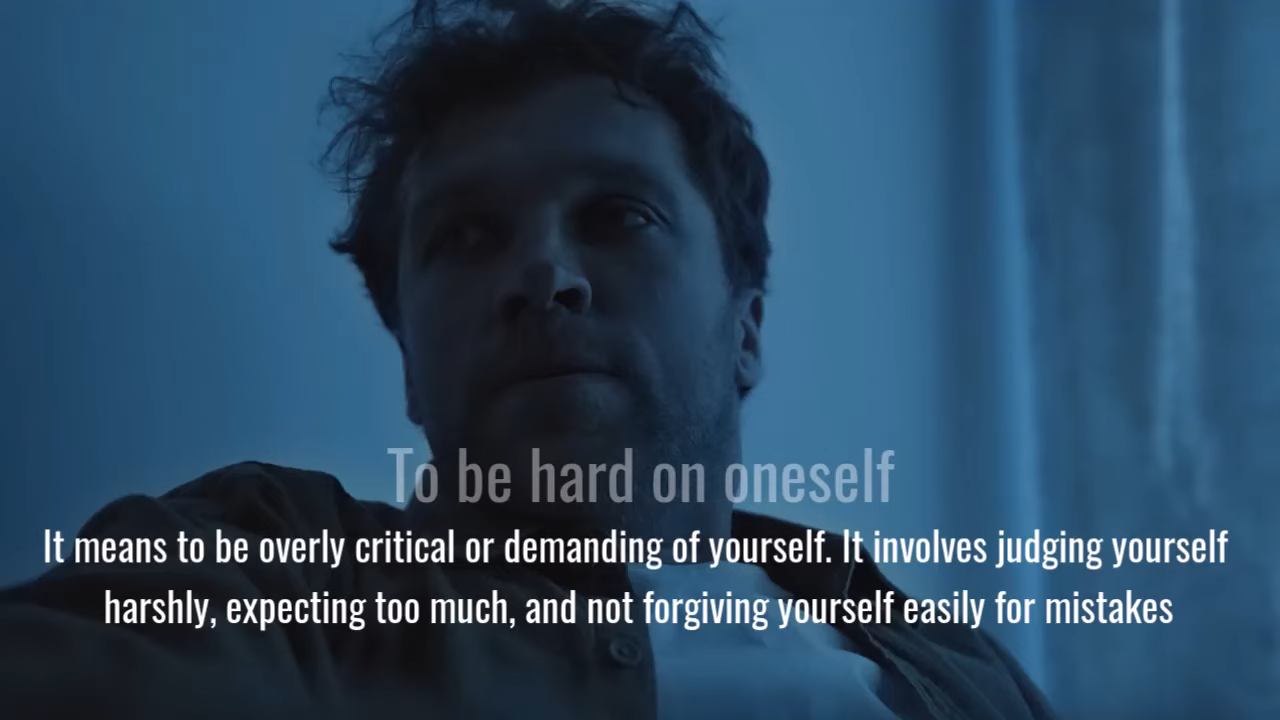 To be hard on oneself
It means to be overly critical or demanding of yourself. It involves judging yourself
harshly, expecting too much, and not forgiving yourself easily for mistakes